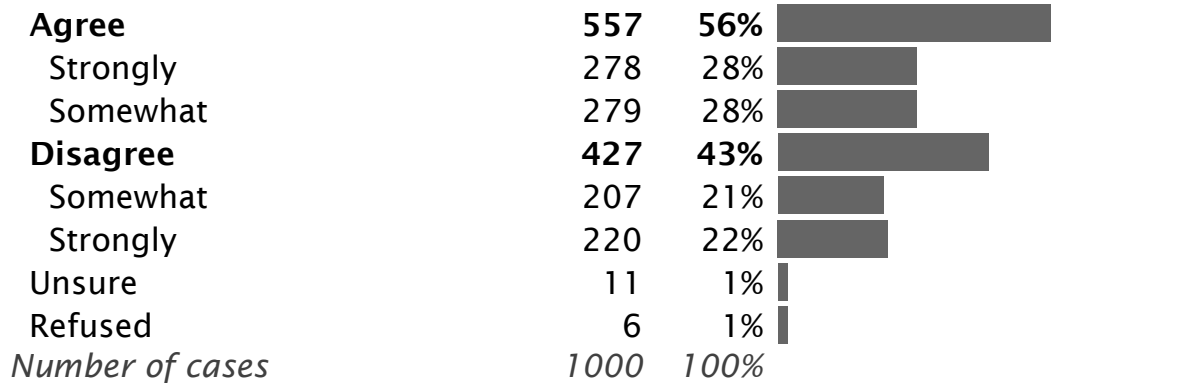 Agree 557 56%
Strongly 278 28%
Somewhat 279 28%
Disagree 427 43%
Somewhat 207 21%
Strongly 220 22%
Unsure 11 1%
Refused 6 1%
Number of cases 1000 100%